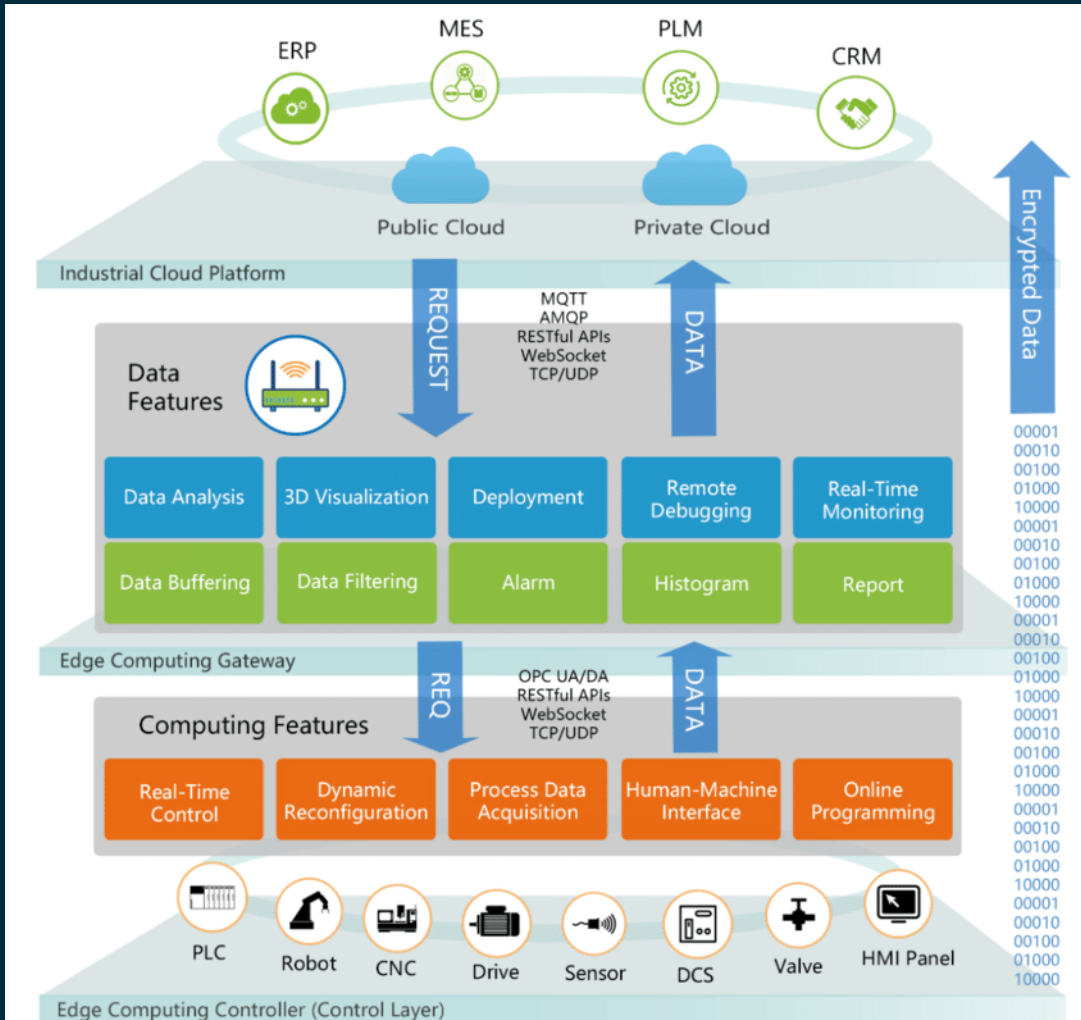 ERP
MES
PLM
CRM
Public Cloud
Private Cloud
Industrial Cloud Platform
Encrypted Data
REQUEST
MQTT
AMQP
RESTful APIs
WebSocket
TCP/UDP
DATA
Data
Features
Data Analysis
3D Visualization
Deployment
Remote
Debugging
Real-Time
Monitoring
Data Buffering
Data Filtering
Alarm
Histogram
Report
Edge Computing Gateway
REQ
OPC UA/DA
RESTful APIs
WebSocket
TCP/UDP
DATA
Computing Features
Real-Time
Control
Dynamic
Reconfiguration
Process Data
Acquisition
Human-Machine
Interface
Online
Programming
PLC
Robot
CNC
Drive
Sensor
DCS
Valve
HMI Panel
Edge Computing Controller (Control Layer)
00001
00010
00100
01000
10000
00001
00010
00100
01000
10000
00001
00010
00100
01000
10000
00001
00010
00100
01000
10000
00001
00010
00100
01000
10000
00001
00010
00100
01000
10000